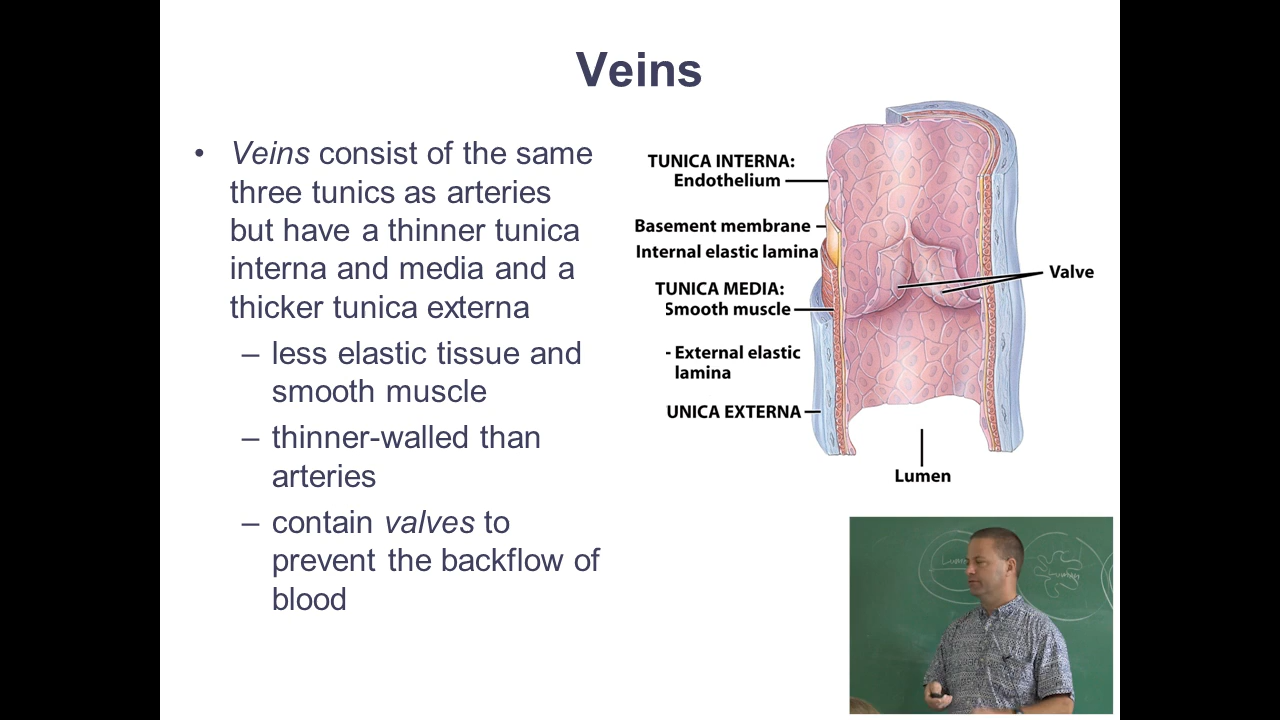 Veins
• Veins consist of the same
three tunics as arteries
but have a thinner tunica
interna and media and a
thicker tunica externa
– less elastic tissue and
smooth muscle
– thinner-walled than
arteries
– contain valves to
prevent the backflow of
blood
TUNICA INTERNA:
Endothelium
Basement membrane
Internal elastic lamina
TUNICA MEDIA:
Smooth muscle
- External elastic
lamina
UNICA EXTERNA
Valve
Lumen
Lumen
Lumen